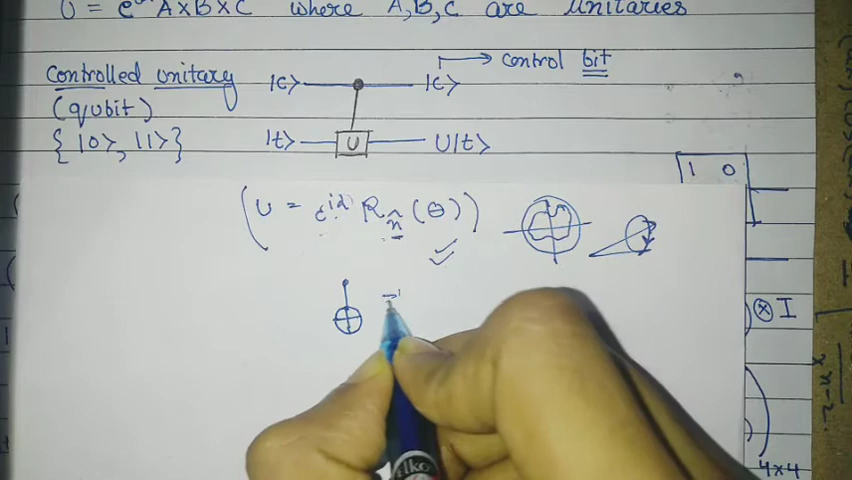 U = e^iα A×B×C where A,B,C are Unitaries
Controlled unitary |c> |c> → control bit
(qubit)
{ |0>, |1> } |t> U U|t>
1 0
( U = e^iα R_n̂ (θ) )
⊗ I
4×4